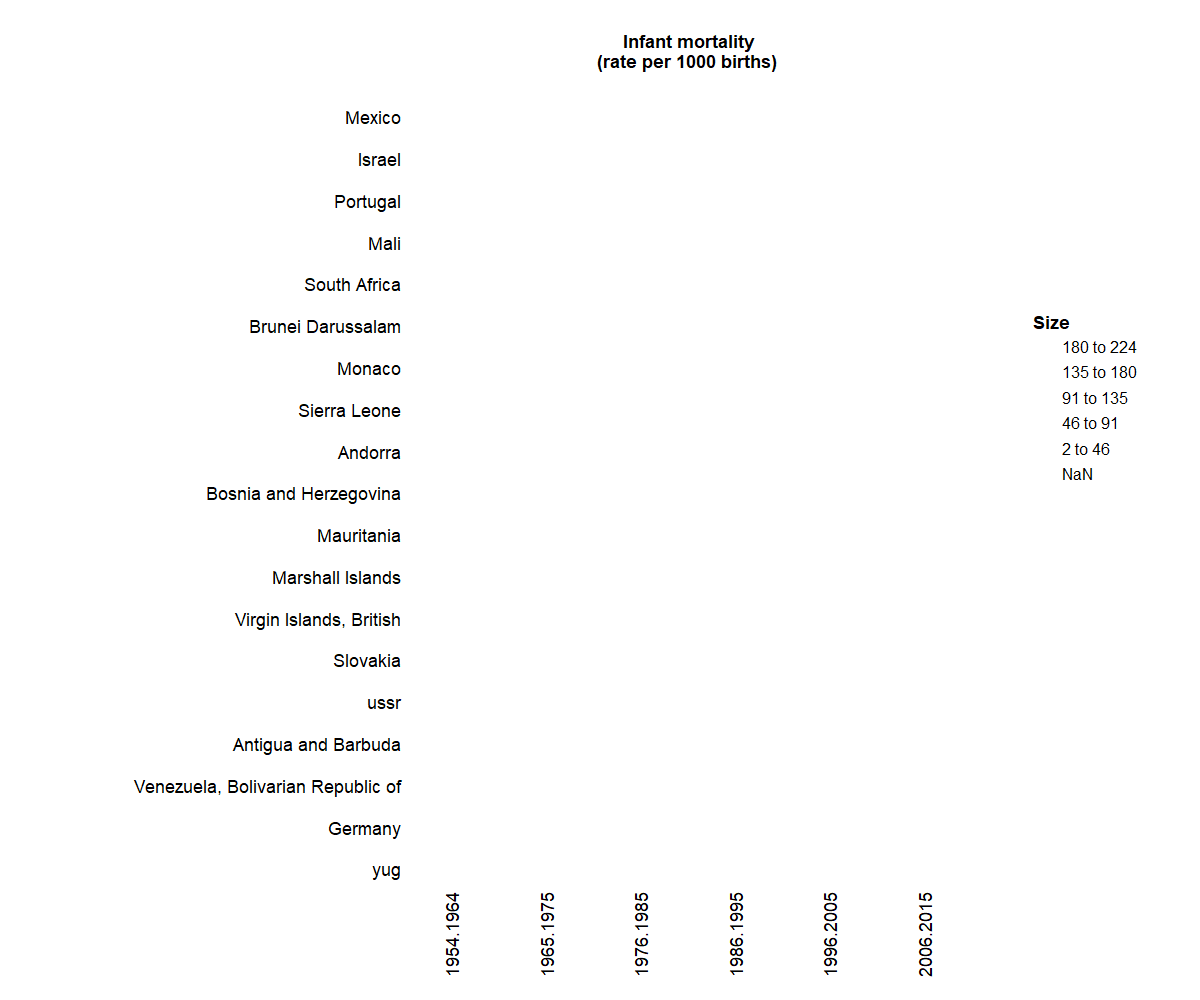 Infant mortality
(rate per 1000 births)
Mexico
Israel
Portugal
Mali
South Africa
Brunei Darussalam
Monaco
Sierra Leone
Andorra
Bosnia and Herzegovina
Mauritania
Marshall Islands
Virgin Islands, British
Slovakia
ussr
Antigua and Barbuda
Venezuela, Bolivarian Republic of
Germany
yug
1954.1964
1965.1975
1976.1985
1986.1995
1996.2005
2006.2015
Size
180 to 224
135 to 180
91 to 135
46 to 91
2 to 46
NaN